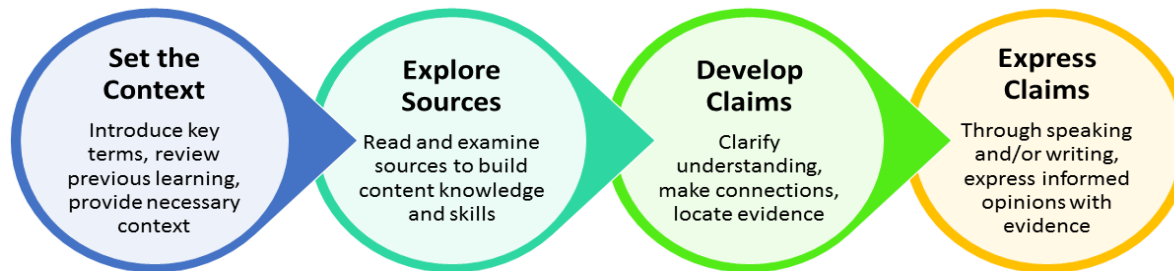 Set the
Context
Introduce key
terms, review
previous learning,
provide necessary
context
Explore
Sources
Read and examine
sources to build
content knowledge
and skills
Develop
Claims
Clarify
understanding,
make connections,
locate evidence
Express
Claims
Through speaking
and/or writing,
express informed
opinions with
evidence